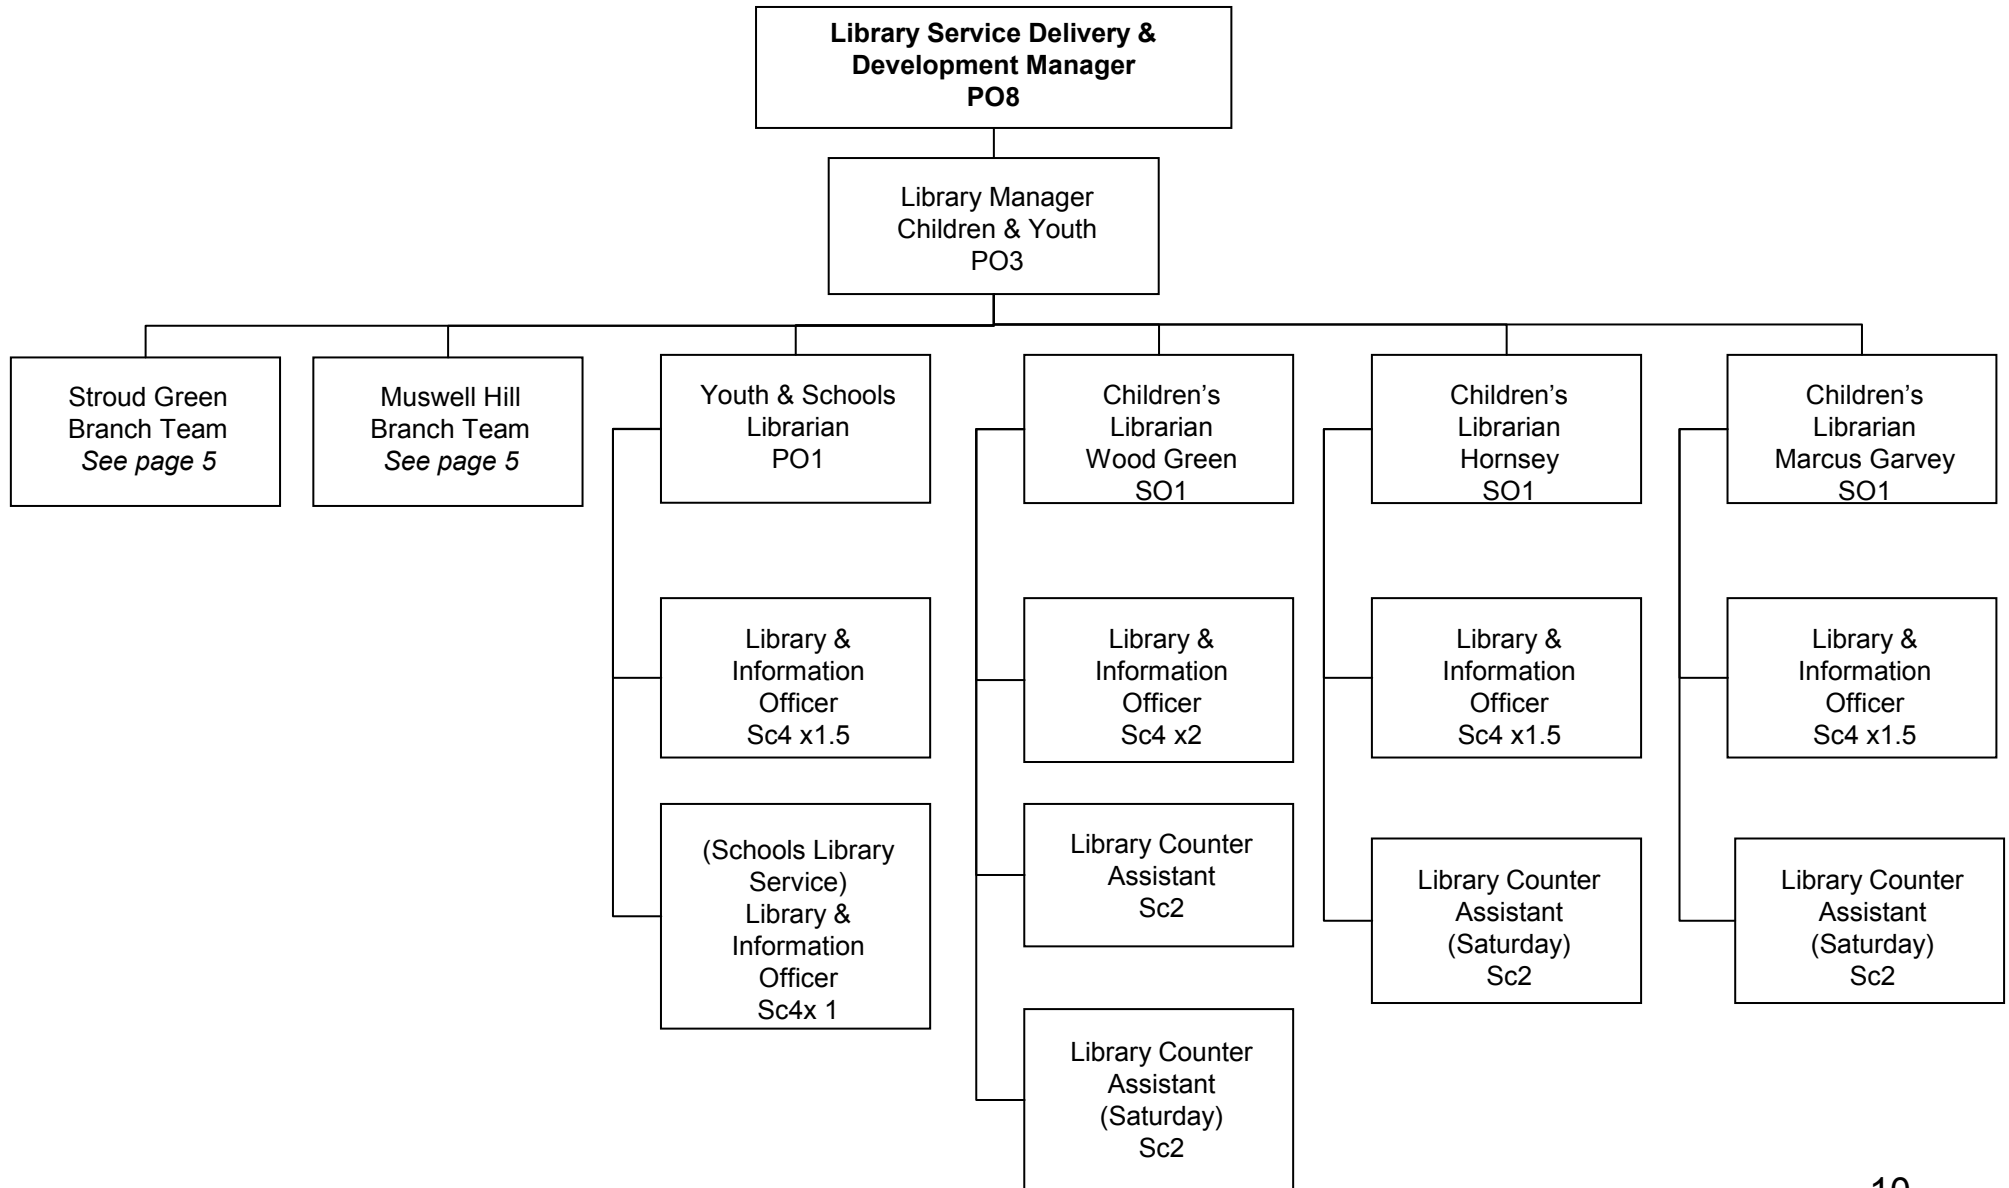 Library Service Delivery &
Development Manager
PO8
Library Manager
Children & Youth
PO3
Stroud Green
Branch Team
See page 5
Muswell Hill
Branch Team
See page 5
Youth & Schools
Librarian
PO1
Children’s
Librarian
Wood Green
SO1
Children’s
Librarian
Hornsey
SO1
Children’s
Librarian
Marcus Garvey
SO1
Library &
Information
Officer
Sc4 x1.5
Library &
Information
Officer
Sc4 x2
Library &
Information
Officer
Sc4 x1.5
Library &
Information
Officer
Sc4 x1.5
(Schools Library
Service)
Library &
Information
Officer
Sc4x 1
Library Counter
Assistant
Sc2
Library Counter
Assistant
(Saturday)
Sc2
Library Counter
Assistant
(Saturday)
Sc2
Library Counter
Assistant
(Saturday)
Sc2
10